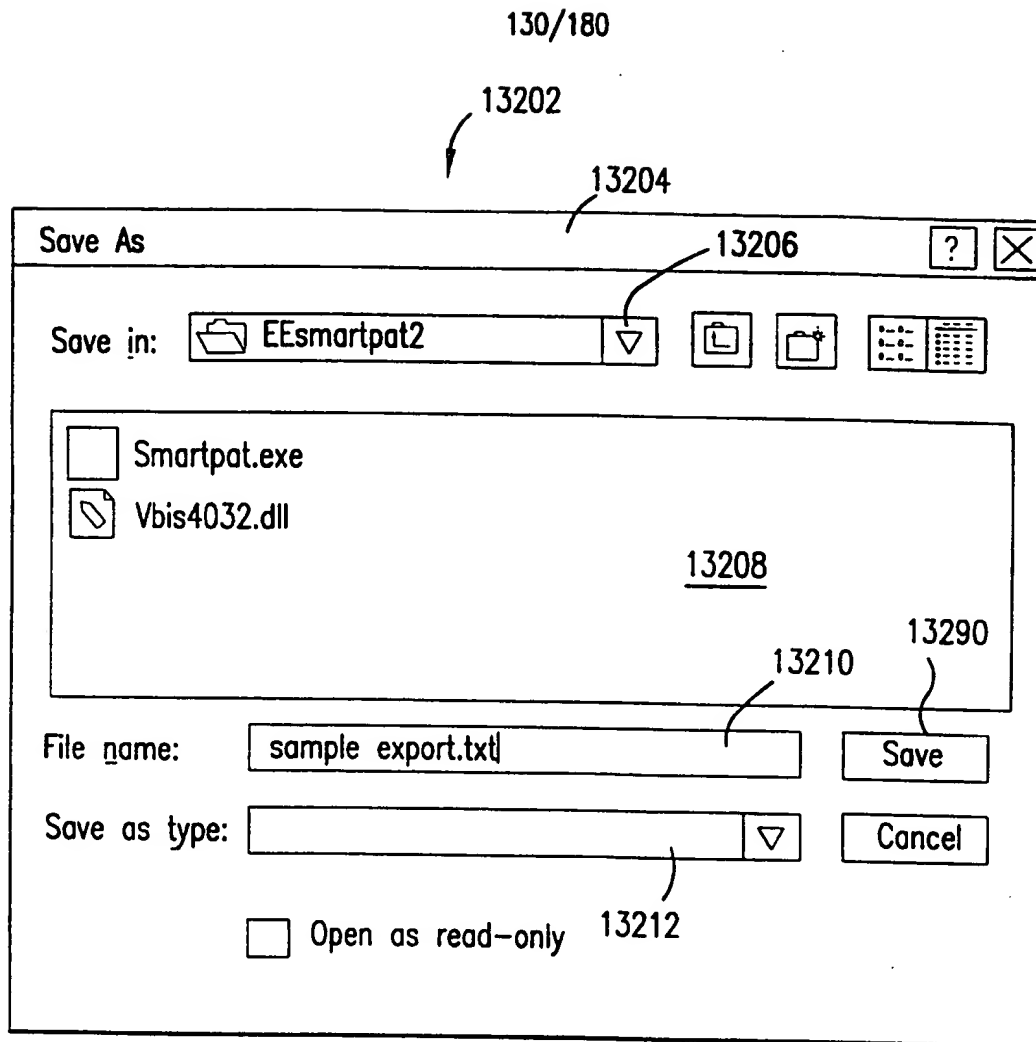 130/180
13202
13204
Save As
?
13206
Save in: EEsmartpat2
Smartpat.exe
Vbis4032.dll
13208
13290
13210
File name: sample export.txt
Save
Save as type:
Cancel
13212
Open as read-only